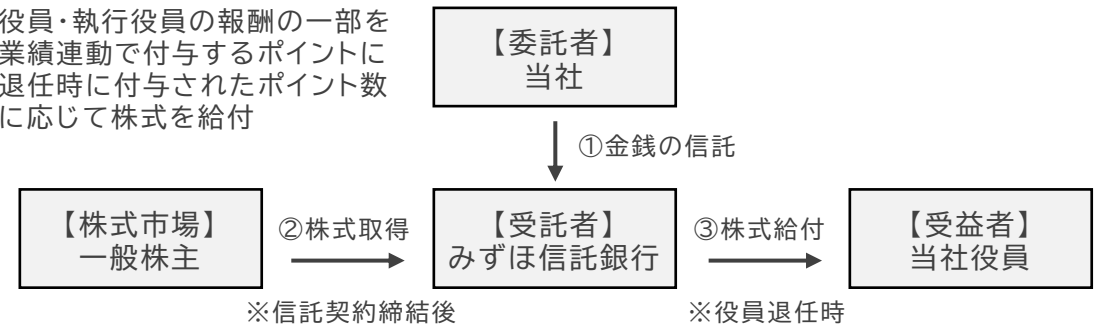 役員・執行役員の報酬の一部を
業績連動で付与するポイントに
退任時に付与されたポイント数
に応じて株式を給付
【委託者】
当社
①金銭の信託
【株式市場】
一般株主
②株式取得
※信託契約締結後
【受託者】
みずほ信託銀行
③株式給付
※役員退任時
【受益者】
当社役員